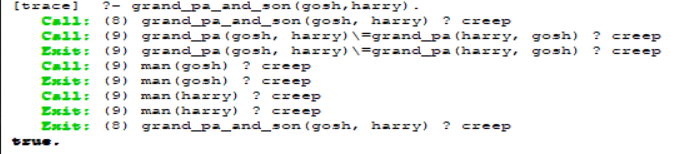 [trace]  ?- grand_pa_and_son(gosh,harry).
   Call: (8) grand_pa_and_son(gosh, harry) ? creep
   Call: (9) grand_pa(gosh, harry)\=grand_pa(harry, gosh) ? creep
   Exit: (9) grand_pa(gosh, harry)\=grand_pa(harry, gosh) ? creep
   Call: (9) man(gosh) ? creep
   Exit: (9) man(gosh) ? creep
   Call: (9) man(harry) ? creep
   Exit: (9) man(harry) ? creep
   Exit: (8) grand_pa_and_son(gosh, harry) ? creep
true.